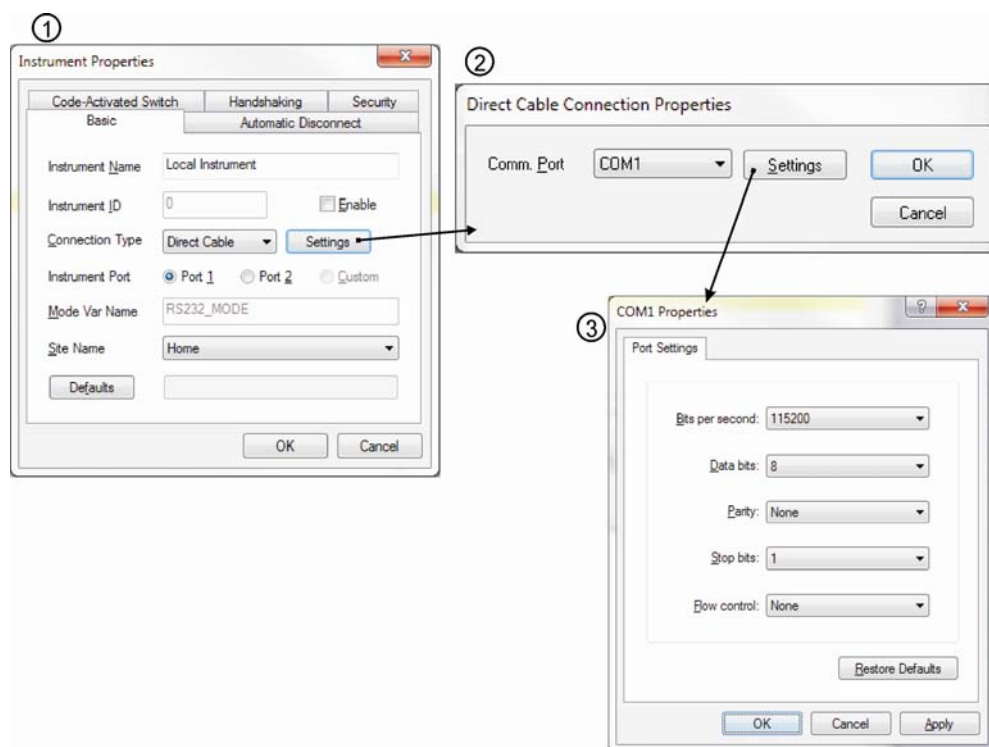 ①
Instrument Properties
Code-Activated Switch Handshaking Security
Basic Automatic Disconnect
Instrument Name Local Instrument
Instrument ID 0 Enable
Connection Type Direct Cable Settings
Instrument Port Port 1 Port 2 Custom
Mode Var Name RS232_MODE
Site Name Home
Defaults
OK Cancel
②
Direct Cable Connection Properties
Comm. Port COM1 Settings OK
Cancel
③
COM1 Properties
Port Settings
Bits per second: 115200
Data bits: 8
Parity: None
Stop bits: 1
Flow control: None
Restore Defaults
OK Cancel Apply